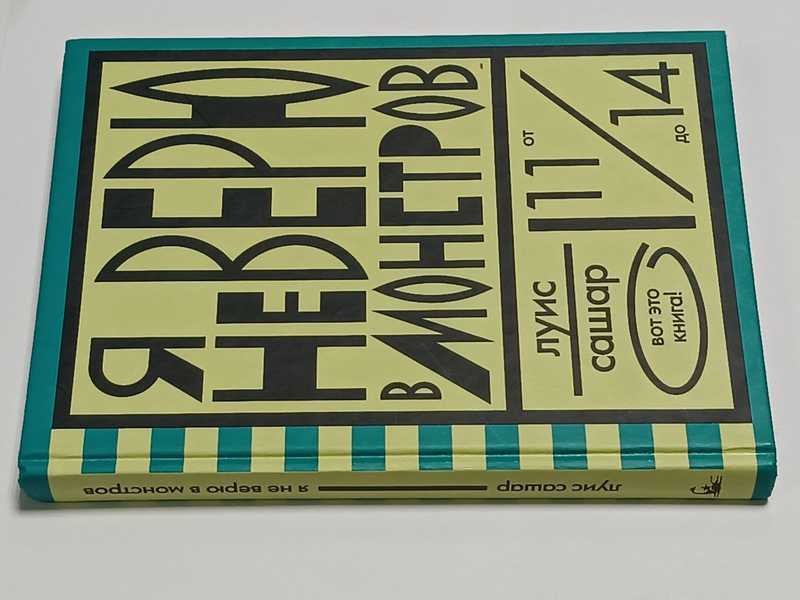 Я
НЕ ВЕРЮ
В МОНСТРОВ
ЛУИС
САШАР
ОТ 11/14 ДО
ВОТ ЭТО
КНИГА!
ЛУИС САШАР — Я НЕ ВЕРЮ В МОНСТРОВ